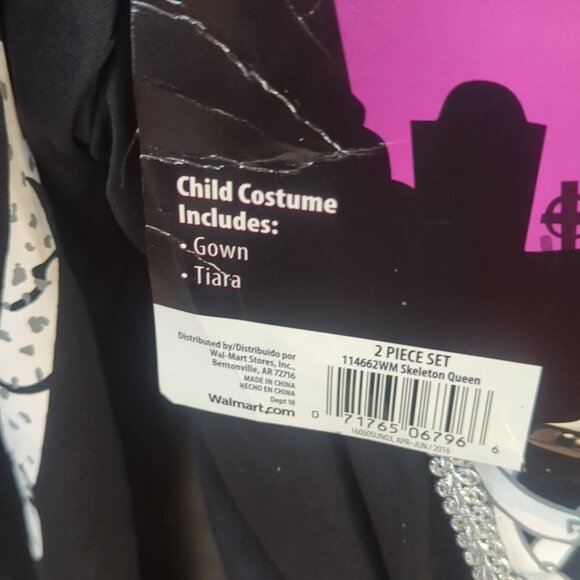 Child Costume
Includes:
• Gown
• Tiara
Distributed by/Distribuido por
Wal-Mart Stores, Inc.,
Bentonville, AR 72716
MADE IN CHINA
HECHO EN CHINA
Dept 18
Walmart.com
2 PIECE SET
114662WM Skeleton Queen
0 71765 06796 6
16060SUN03, APR-JUN / 2016